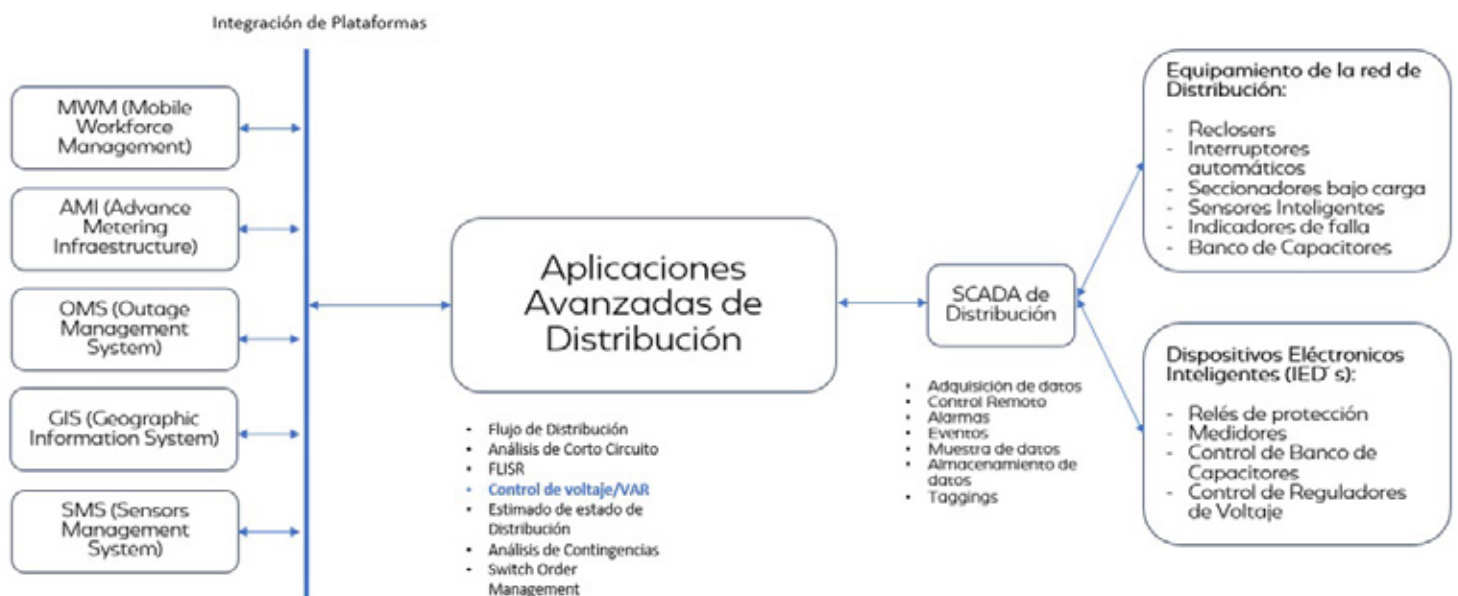 Integración de Plataformas
MWM (Mobile
Workforce
Management)
AMI (Advance
Metering
Infraestructure)
OMS (Outage
Management
System)
GIS (Geographic
Information System)
SMS (Sensors
Management
System)
Aplicaciones
Avanzadas de
Distribución
- Flujo de Distribución
- Análisis de Corto Circuito
- FLISR
- Control de voltaje/VAR
- Estimado de estado de
Distribución
- Análisis de Contingencias
- Switch Order
Management
SCADA de
Distribución
• Adquisición de datos
• Control Remoto
• Alarmas
• Eventos
• Muestra de datos
• Almacenamiento de
datos
• Taggings
Equipamiento de la red de
Distribución:
- Reclosers
- Interruptores
automáticos
- Seccionadores bajo carga
- Sensores Inteligentes
- Indicadores de falla
- Banco de Capacitores
Dispositivos Eléctronicos
Inteligentes (IED´s):
- Relés de protección
- Medidores
- Control de Banco de
Capacitores
- Control de Reguladores
de Voltaje